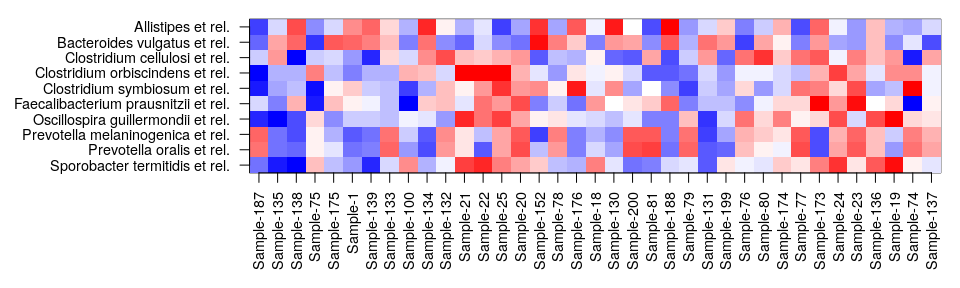 Allistipes et rel.
Bacteroides vulgatus et rel.
Clostridium cellulosi et rel.
Clostridium orbiscindens et rel.
Clostridium symbiosum et rel.
Faecalibacterium prausnitzii et rel.
Oscillospira guillermondii et rel.
Prevotella melaninogenica et rel.
Prevotella oralis et rel.
Sporobacter termitidis et rel.
Sample-187
Sample-135
Sample-138
Sample-75
Sample-175
Sample-1
Sample-139
Sample-133
Sample-100
Sample-134
Sample-132
Sample-21
Sample-22
Sample-25
Sample-20
Sample-152
Sample-78
Sample-176
Sample-18
Sample-130
Sample-200
Sample-81
Sample-188
Sample-79
Sample-131
Sample-199
Sample-76
Sample-80
Sample-174
Sample-77
Sample-173
Sample-24
Sample-23
Sample-136
Sample-19
Sample-74
Sample-137